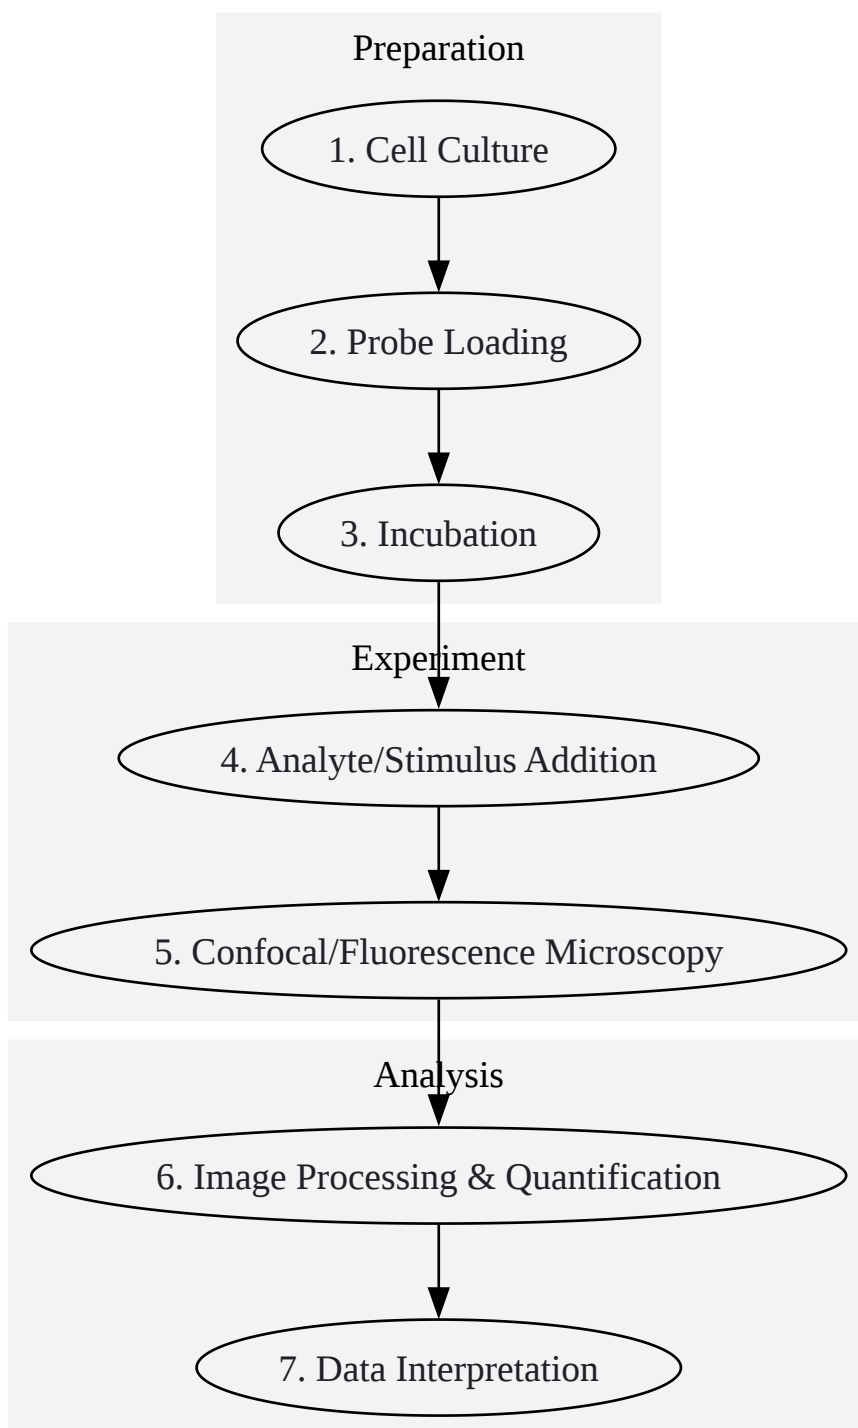 Preparation
1. Cell Culture
2. Probe Loading
3. Incubation
Experiment
4. Analyte/Stimulus Addition
5. Confocal/Fluorescence Microscopy
Analysis
6. Image Processing & Quantification
7. Data Interpretation